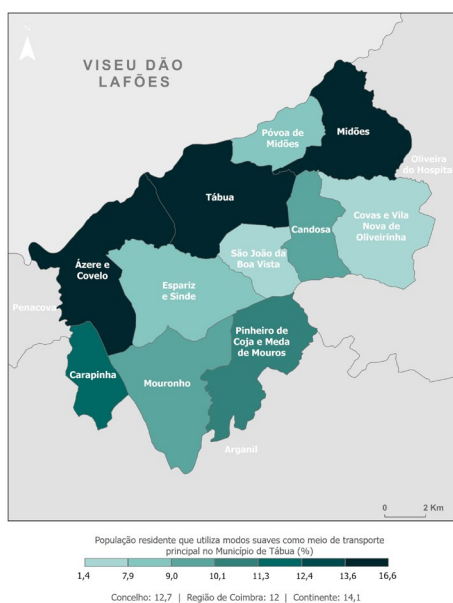 N
VISEU DÃO
LAFÕES
Póvoa de
Midões
Midões
Oliveira
do Hospital
Tábua
Covas e Vila
Nova de
Oliveirinha
Candosa
São João da
Boa Vista
Ázere e
Covelo
Espariz
e Sinde
Penacova
Pinheiro de
Coja e Meda
de Mouros
Carapinha
Mouronho
Arganil
0 2 Km
População residente que utiliza modos suaves como meio de transporte
principal no Município de Tábua (%)
1,4 7,9 9,0 10,1 11,3 12,4 13,6 16,6
Concelho: 12,7 | Região de Coimbra: 12 | Continente: 14,1